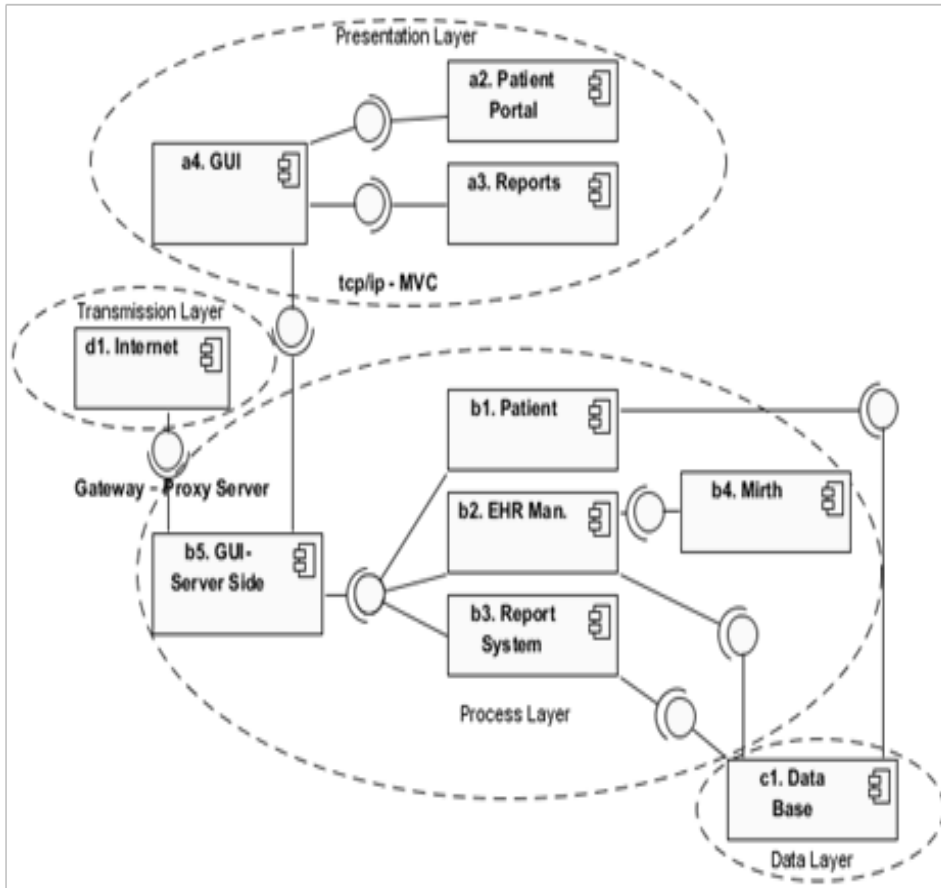 Presentation Layer
a2. Patient
Portal
a4. GUI
a3. Reports
tcp/ip - MVC
Transmission Layer
d1. Internet
b1. Patient
Gateway - Proxy Server
b4. Mirth
b2. EHR Man.
b5. GUI-
Server Side
b3. Report
System
Process Layer
c1. Data
Base
Data Layer